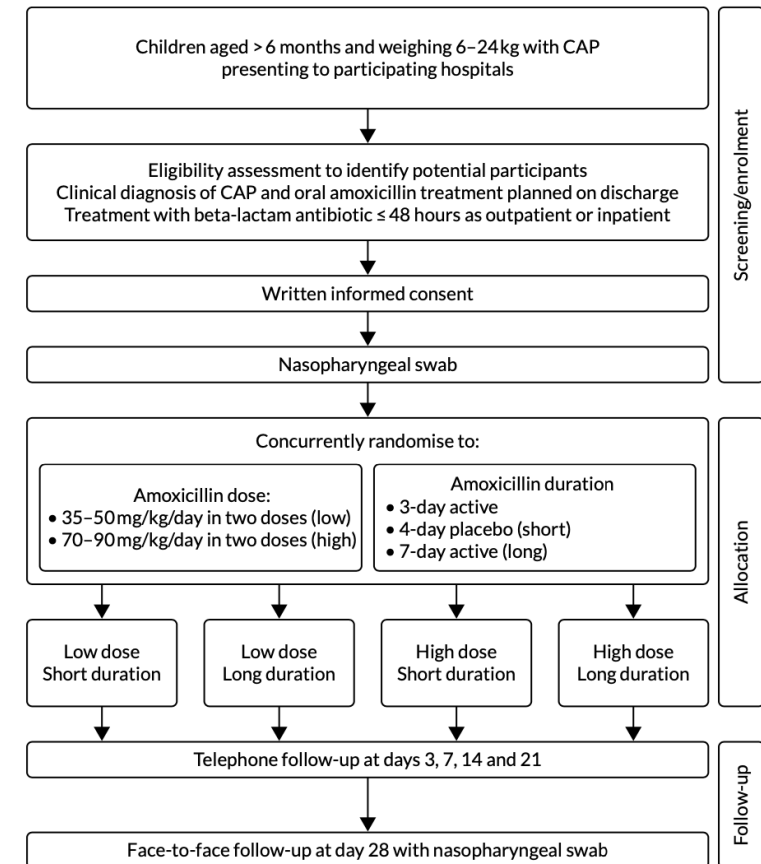 Children aged > 6 months and weighing 6–24kg with CAP
presenting to participating hospitals
Eligibility assessment to identify potential participants
Clinical diagnosis of CAP and oral amoxicillin treatment planned on discharge
Treatment with beta-lactam antibiotic ≤ 48 hours as outpatient or inpatient
Written informed consent
Nasopharyngeal swab
Screening/enrolment
Concurrently randomise to:
Amoxicillin dose:
• 35–50mg/kg/day in two doses (low)
• 70–90mg/kg/day in two doses (high)
Amoxicillin duration
• 3-day active
• 4-day placebo (short)
• 7-day active (long)
Low dose
Short duration
Low dose
Long duration
High dose
Short duration
High dose
Long duration
Allocation
Telephone follow-up at days 3, 7, 14 and 21
Face-to-face follow-up at day 28 with nasopharyngeal swab
Follow-up